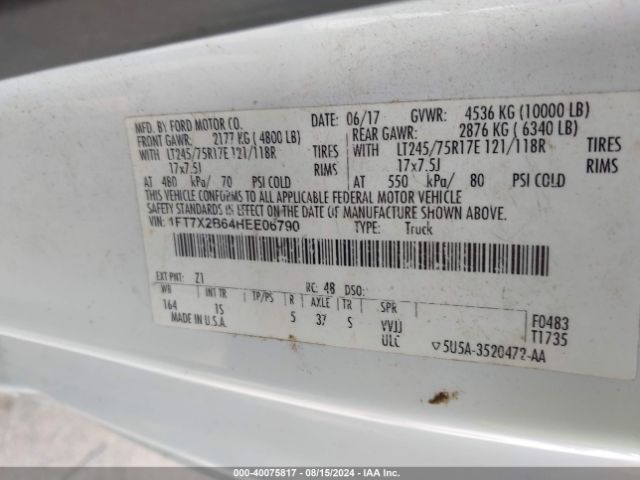 MFD. BY FORD MOTOR CO. DATE: 06/17 GVWR: 4536 KG (10000 LB)
FRONT GAWR: 2177 KG ( 4800 LB) REAR GAWR: 2876 KG ( 6340 LB)
WITH LT245/75R17E 121/118R TIRES WITH LT245/75R17E 121/118R TIRES
17x7.5J RIMS 17x7.5J RIMS
AT 480 kPa/ 70 PSI COLD AT 550 kPa/ 80 PSI COLD
THIS VEHICLE CONFORMS TO ALL APPLICABLE FEDERAL MOTOR VEHICLE
SAFETY STANDARDS IN EFFECT ON THE DATE OF MANUFACTURE SHOWN ABOVE.
VIN: 1FT7X2B64HEE06790 TYPE: Truck
EXT PNT: Z1 RC: 48 DSO:
WB INT TR TP/PS R AXLE TR SPR
164 TS S 37 S VVJJ F0483
MADE IN U.S.A. ULC T1735
5U5A-3520472-AA
WM - 40075817 - 08/15/2024 - IAA Inc.